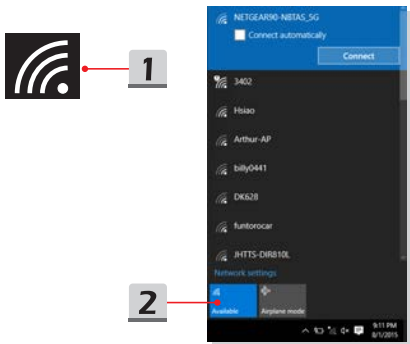 NETGEAR90-NBTAS_5G
Connect automatically
Connect
1
3402
Hsiao
Arthur-AP
billy0441
DK628
funtorocar
JHTTS-DIR810L
Network settings
2
Available
Airplane mode
9:11 PM
8/1/2015